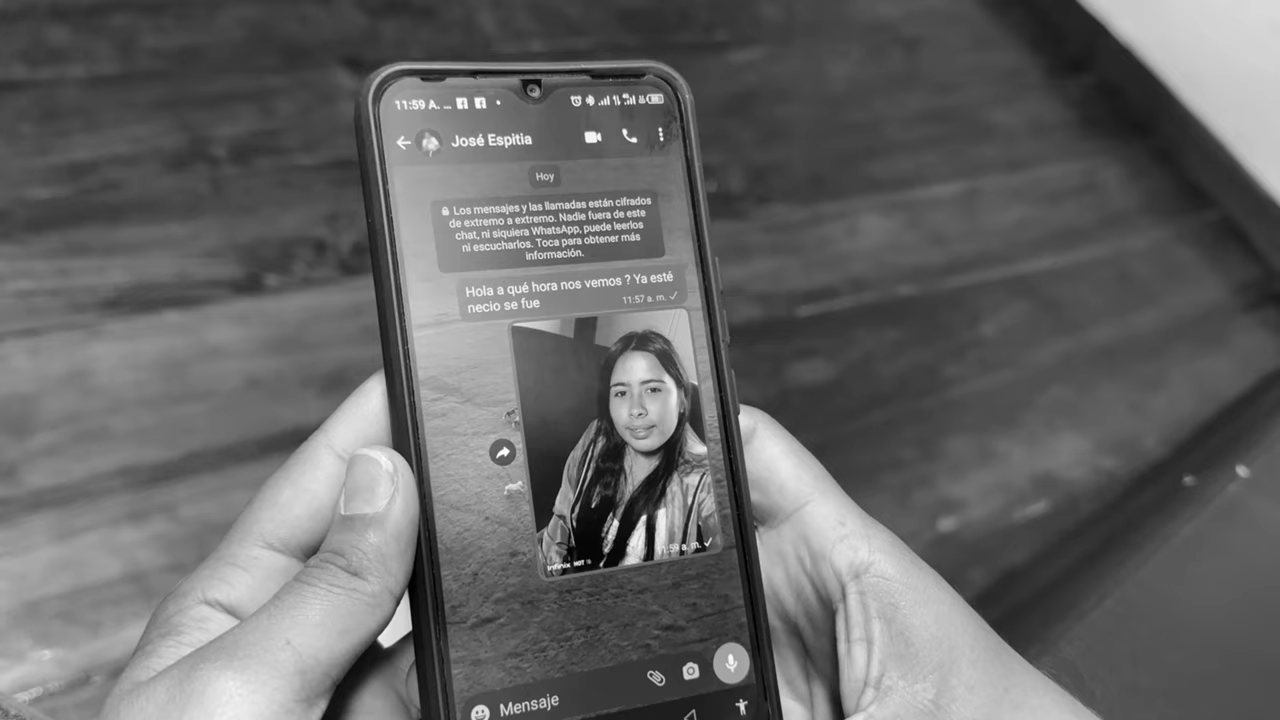 11:59 A. ...
José Espitia
Hoy
Los mensajes y las llamadas están cifrados
de extremo a extremo. Nadie fuera de este
chat, ni siquiera WhatsApp, puede leerlos
ni escucharlos. Toca para obtener más
información.
Hola a qué hora nos vemos ? Ya esté
necio se fue
11:57 a. m.
11:59 a. m.
Infinix HOT
Mensaje